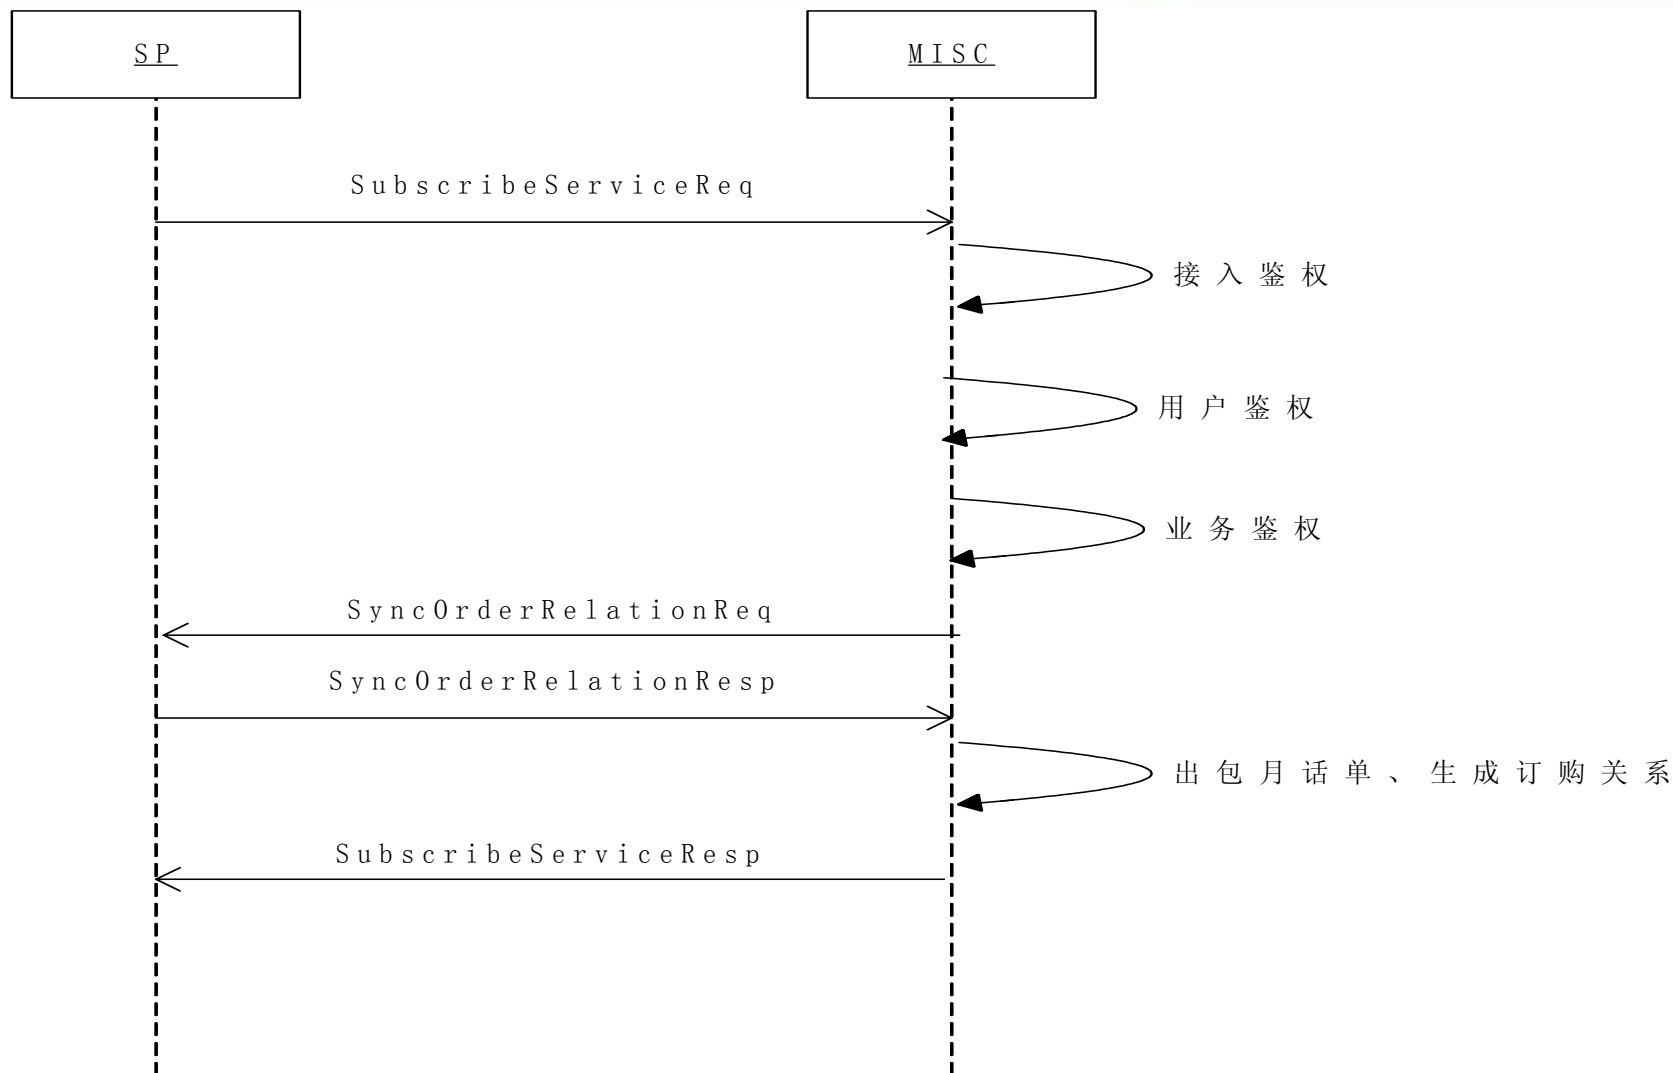 SP
MISC
SubscribeServiceReq
接入鉴权
用户鉴权
业务鉴权
SyncOrderRelationReq
SyncOrderRelationResp
出包月话单、生成订购关系
SubscribeServiceResp